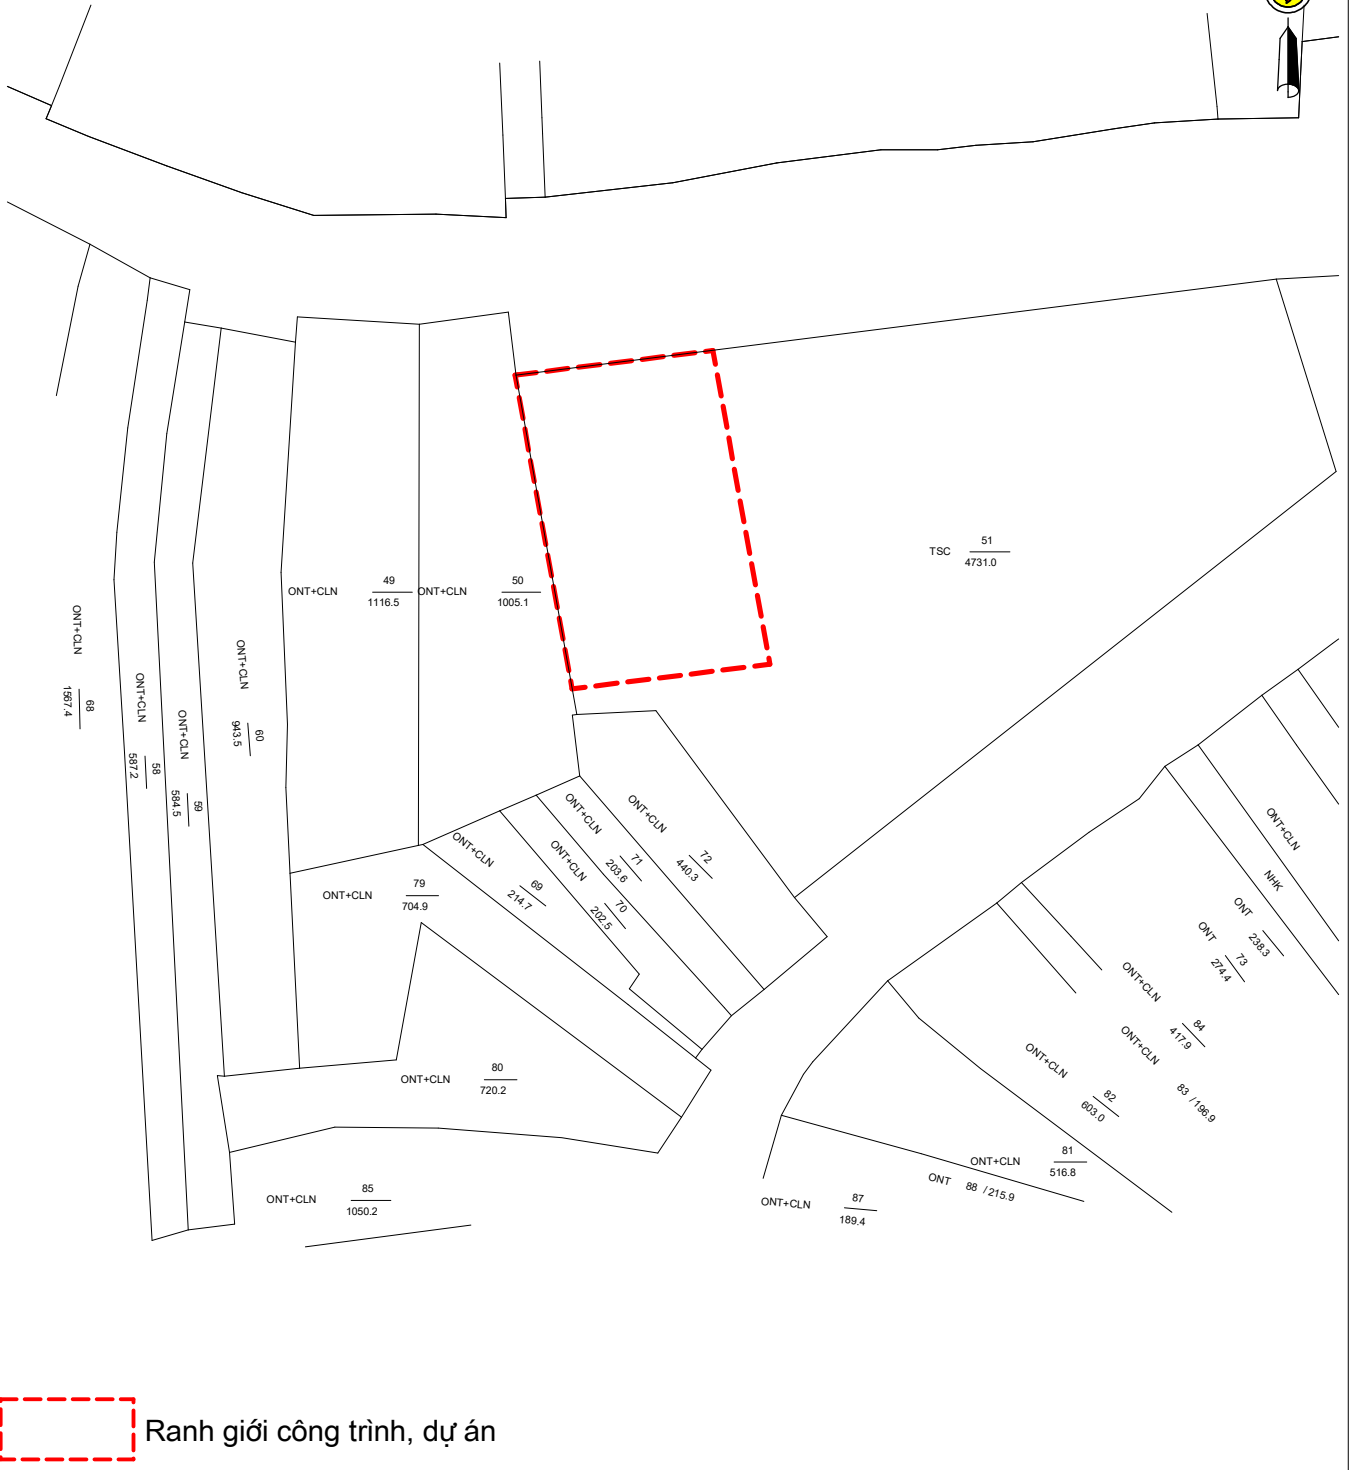 TSC 51
4731.0
ONT+CLN 49
1116.5
ONT+CLN 50
1005.1
ONT+CLN 68
1567.4
ONT+CLN 58
587.2
ONT+CLN 59
584.5
ONT+CLN 60
943.5
ONT+CLN 72
440.3
ONT+CLN 71
203.6
ONT+CLN 70
202.5
ONT+CLN 69
214.7
ONT+CLN 79
704.9
ONT+CLN
NHK
ONT
238.3
ONT 73
274.4
ONT+CLN 84
417.9
ONT+CLN 83 / 196.9
ONT+CLN 82
603.0
ONT+CLN 81
516.8
ONT 88 / 215.9
ONT+CLN 87
189.4
ONT+CLN 80
720.2
ONT+CLN 85
1050.2
Ranh giới công trình, dự án